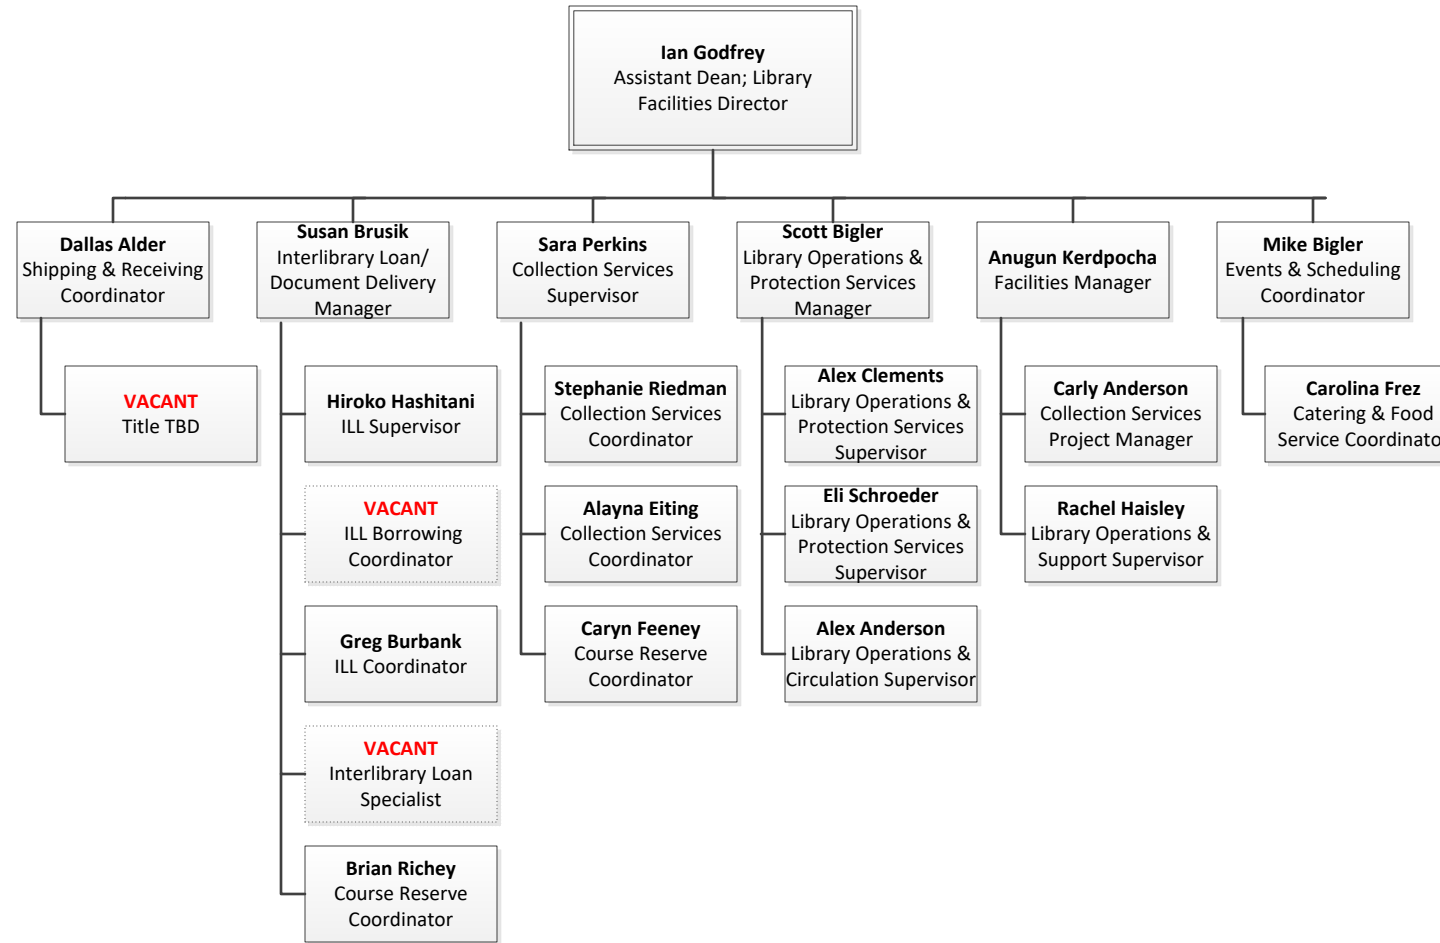 Ian Godfrey
Assistant Dean; Library
Facilities Director
Dallas Alder
Shipping & Receiving
Coordinator
VACANT
Title TBD
Susan Brusik
Interlibrary Loan/
Document Delivery
Manager
Hiroko Hashitani
ILL Supervisor
VACANT
ILL Borrowing
Coordinator
Greg Burbank
ILL Coordinator
VACANT
Interlibrary Loan
Specialist
Brian Richey
Course Reserve
Coordinator
Sara Perkins
Collection Services
Supervisor
Stephanie Riedman
Collection Services
Coordinator
Alayna Eiting
Collection Services
Coordinator
Caryn Feeney
Course Reserve
Coordinator
Scott Bigler
Library Operations &
Protection Services
Manager
Alex Clements
Library Operations &
Protection Services
Supervisor
Eli Schroeder
Library Operations &
Protection Services
Supervisor
Alex Anderson
Library Operations &
Circulation Supervisor
Anugun Kerdpocha
Facilities Manager
Carly Anderson
Collection Services
Project Manager
Rachel Haisley
Library Operations &
Support Supervisor
Mike Bigler
Events & Scheduling
Coordinator
Carolina Frez
Catering & Food
Service Coordinato